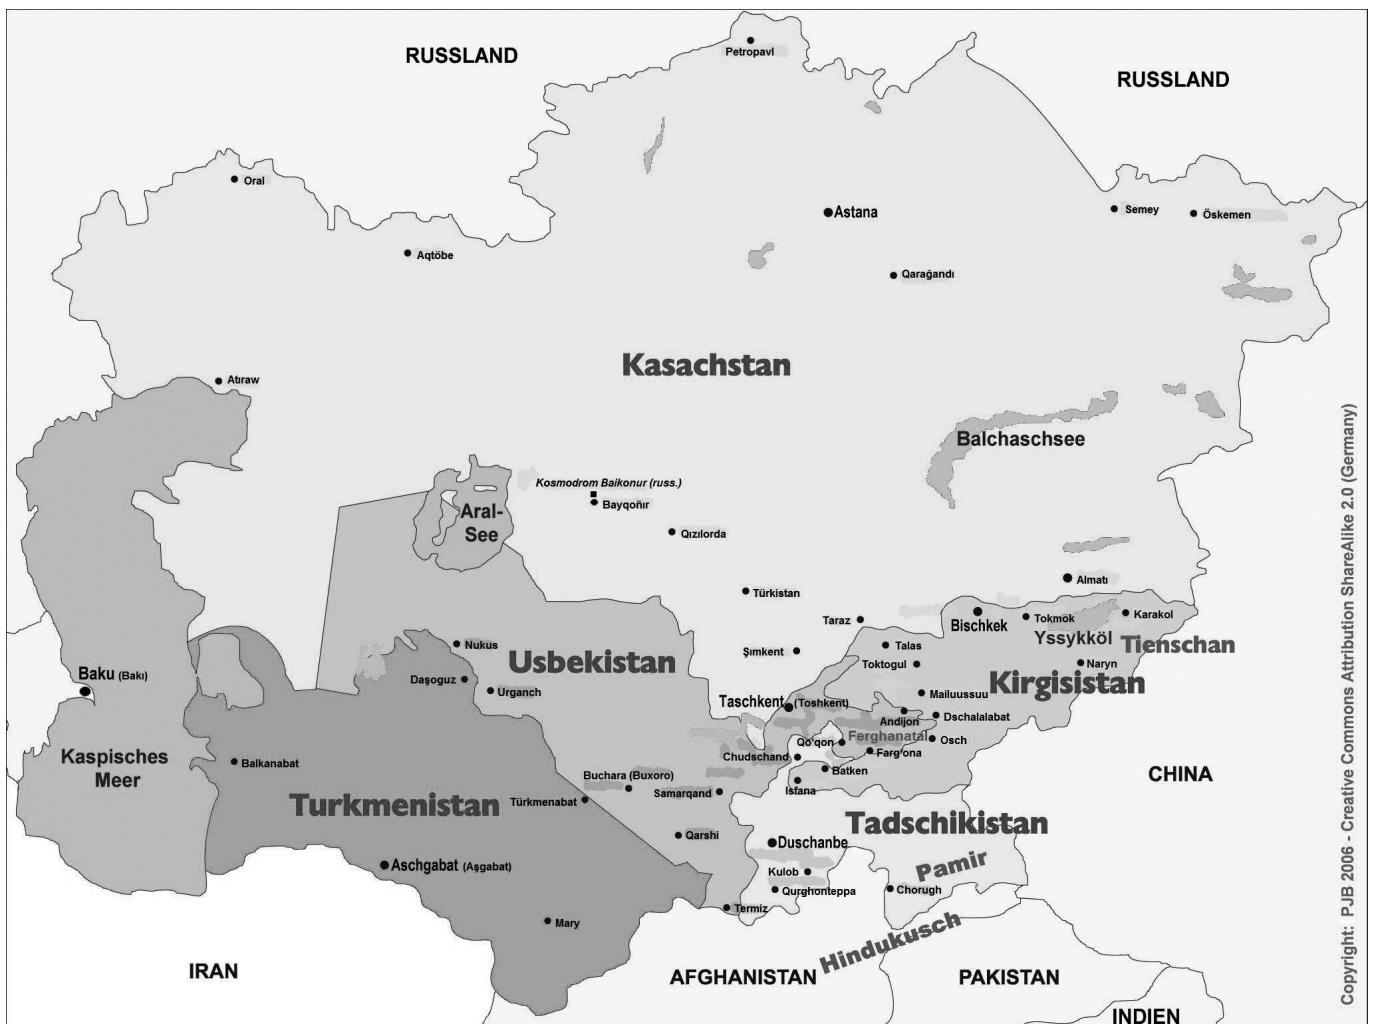 RUSSLAND
Petropavl
RUSSLAND
Oral
Astana
Semey
Öskemen
Aqtöbe
Qarağandı
Kasachstan
Atıraw
Balchaschsee
Kosmodrom Baikonur (russ.)
Bayqoñır
Aral-
See
Qızılorda
Almatı
Türkistan
Taraz
Bischkek
Tokmok
Karakol
Yssykköl
Tienschan
Talas
Nukus
Usbekistan
Şımkent
Toktogul
Naryn
Baku (Bakı)
Daşoguz
Urganch
Kirgisistan
Mailuussuu
Taschkent (Toshkent)
Andijon
Dschalalabat
Ferghanatal
Osch
Qo'qon
Farg'ona
Kaspisches
Meer
Balkanabat
Chudschand
Batken
Isfana
CHINA
Buchara (Buxoro)
Samarqand
Turkmenistan
Türkmenabat
Tadschikistan
Qarshi
Duschanbe
Aschgabat (Aşgabat)
Kulob
Pamir
Qurghonteppa
Chorugh
Termiz
Mary
Hindukusch
IRAN
AFGHANISTAN
PAKISTAN
INDIEN
Copyright: PJB 2006 - Creative Commons Attribution ShareAlike 2.0 (Germany)